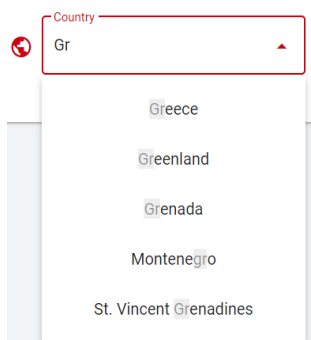 Country
Gr
Greece
Greenland
Grenada
Montenegro
St. Vincent Grenadines